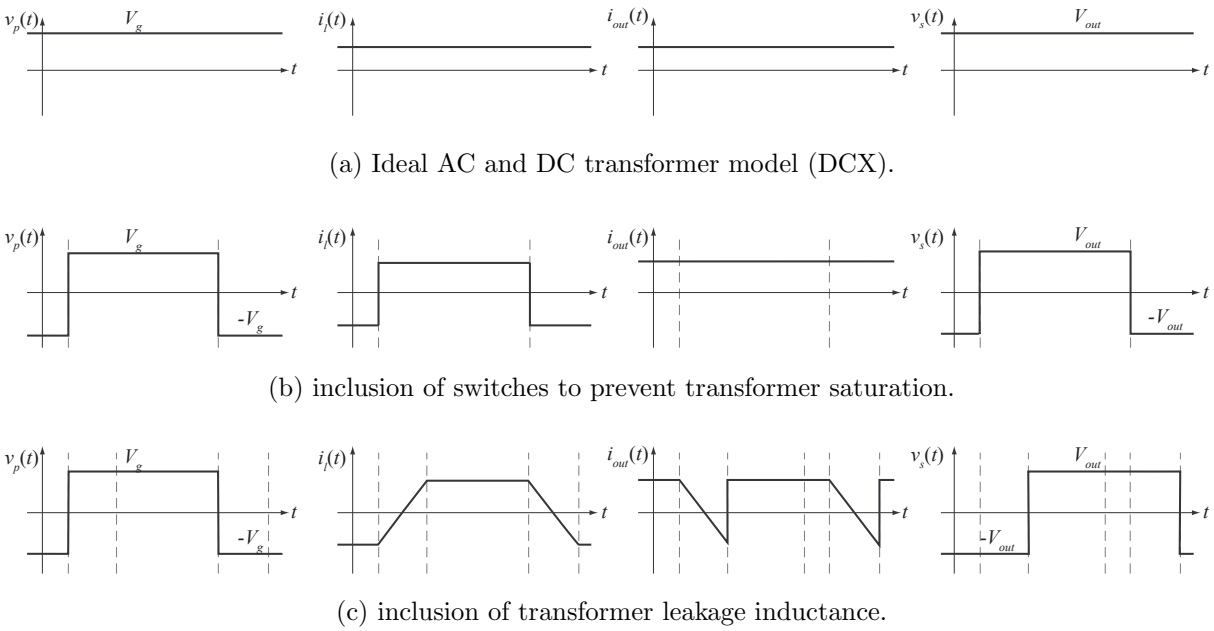 v_p(t) V_g t i_l(t) t i_out(t) t v_s(t) V_out t
(a) Ideal AC and DC transformer model (DCX).
v_p(t) V_g t -V_g i_l(t) t i_out(t) t v_s(t) V_out t -V_out
(b) inclusion of switches to prevent transformer saturation.
v_p(t) V_g t -V_g i_l(t) t i_out(t) t v_s(t) V_out t -V_out
(c) inclusion of transformer leakage inductance.